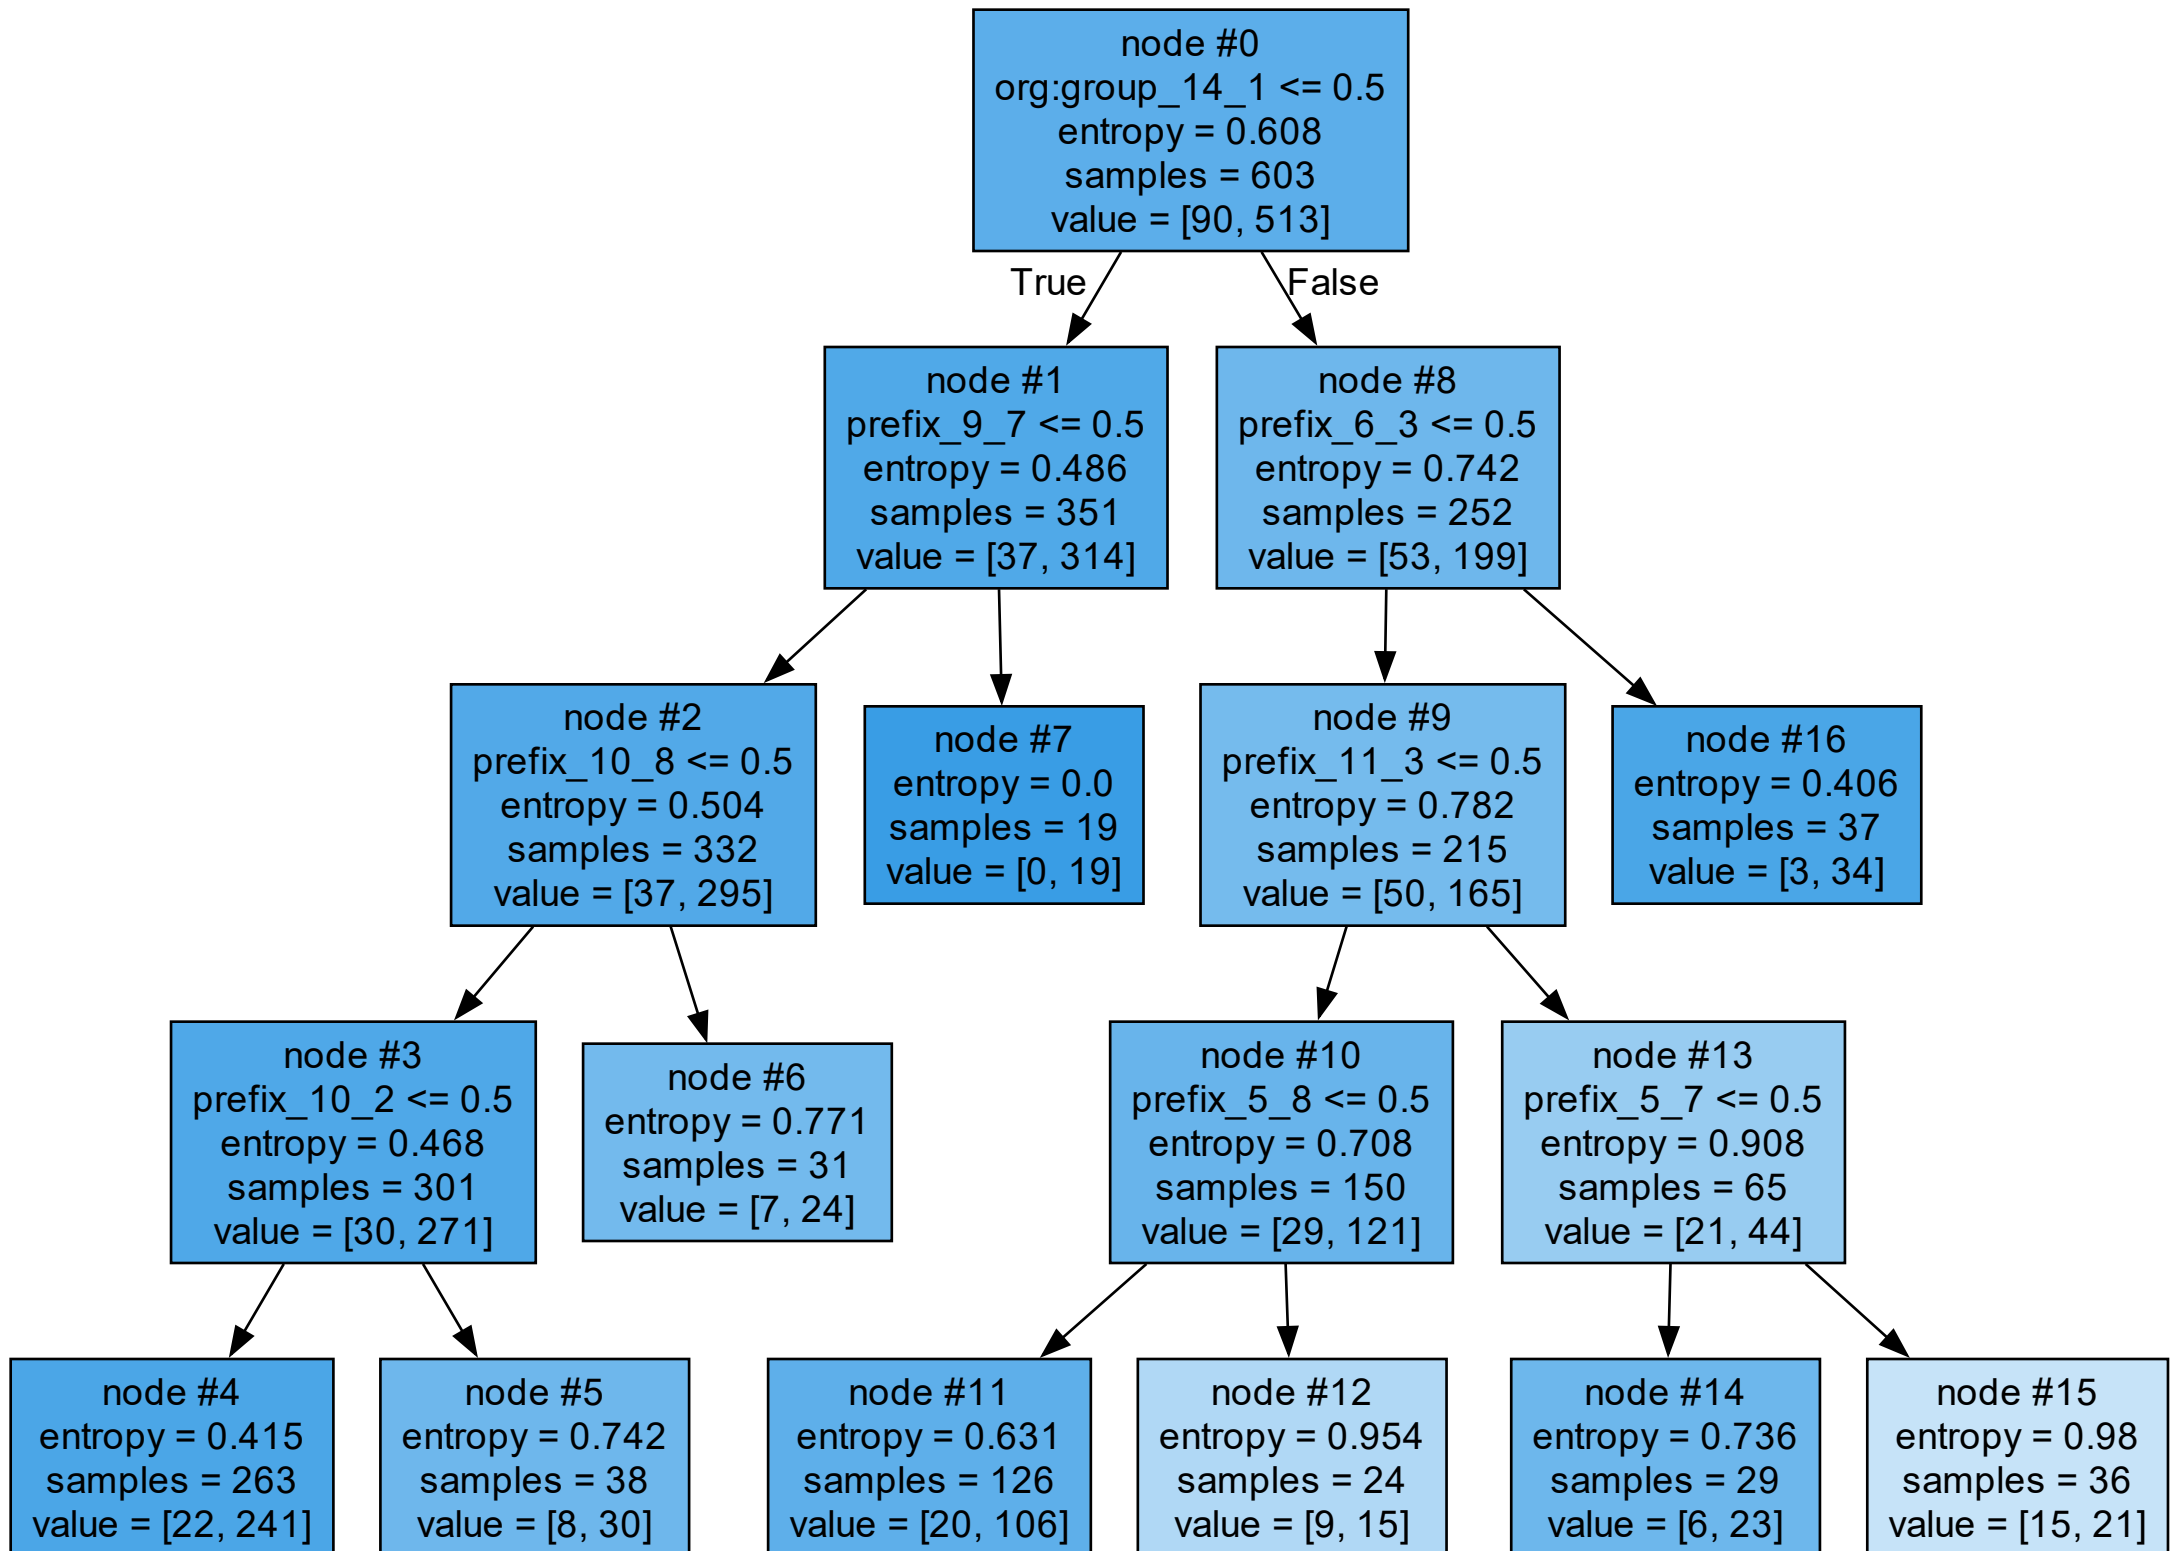 node #0
org:group_14_1 <= 0.5
entropy = 0.608
samples = 603
value = [90, 513]
True
False
node #1
prefix_9_7 <= 0.5
entropy = 0.486
samples = 351
value = [37, 314]
node #8
prefix_6_3 <= 0.5
entropy = 0.742
samples = 252
value = [53, 199]
node #2
prefix_10_8 <= 0.5
entropy = 0.504
samples = 332
value = [37, 295]
node #7
entropy = 0.0
samples = 19
value = [0, 19]
node #9
prefix_11_3 <= 0.5
entropy = 0.782
samples = 215
value = [50, 165]
node #16
entropy = 0.406
samples = 37
value = [3, 34]
node #3
prefix_10_2 <= 0.5
entropy = 0.468
samples = 301
value = [30, 271]
node #6
entropy = 0.771
samples = 31
value = [7, 24]
node #10
prefix_5_8 <= 0.5
entropy = 0.708
samples = 150
value = [29, 121]
node #13
prefix_5_7 <= 0.5
entropy = 0.908
samples = 65
value = [21, 44]
node #4
entropy = 0.415
samples = 263
value = [22, 241]
node #5
entropy = 0.742
samples = 38
value = [8, 30]
node #11
entropy = 0.631
samples = 126
value = [20, 106]
node #12
entropy = 0.954
samples = 24
value = [9, 15]
node #14
entropy = 0.736
samples = 29
value = [6, 23]
node #15
entropy = 0.98
samples = 36
value = [15, 21]